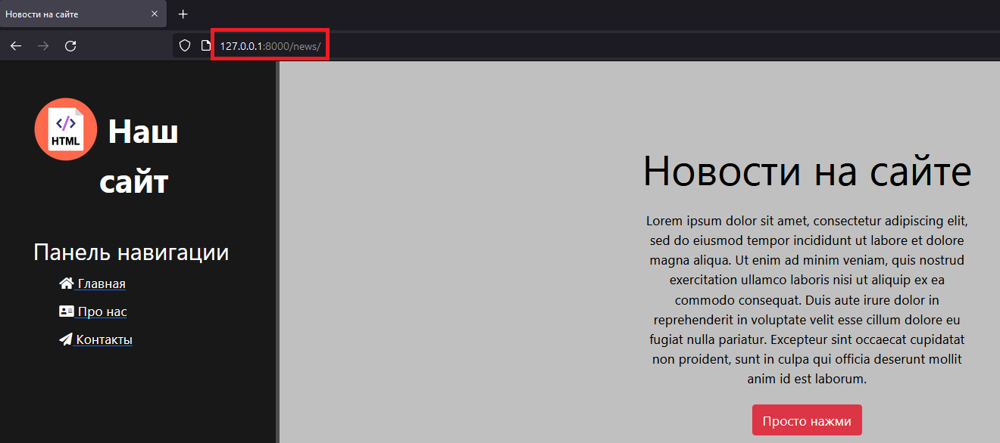 Новости на сайте
127.0.0.1:8000/news/
</>
HTML
Наш
сайт
Панель навигации
Главная
Про нас
Контакты
Новости на сайте
Lorem ipsum dolor sit amet, consectetur adipiscing elit,
sed do eiusmod tempor incididunt ut labore et dolore
magna aliqua. Ut enim ad minim veniam, quis nostrud
exercitation ullamco laboris nisi ut aliquip ex ea
commodo consequat. Duis aute irure dolor in
reprehenderit in voluptate velit esse cillum dolore eu
fugiat nulla pariatur. Excepteur sint occaecat cupidatat
non proident, sunt in culpa qui officia deserunt mollit
anim id est laborum.
Просто нажми